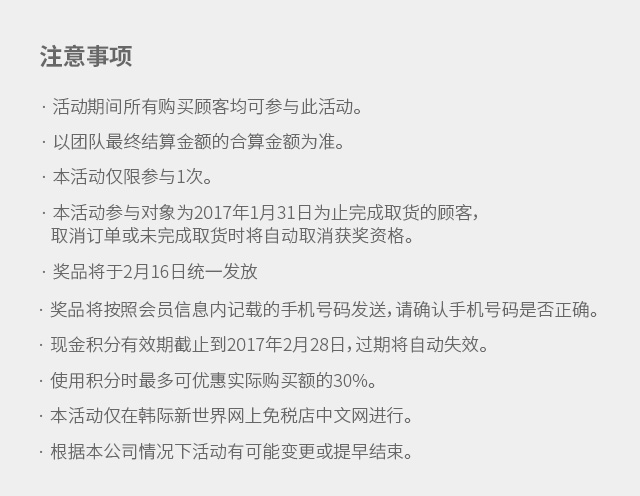 注意事项
· 活动期间所有购买顾客均可参与此活动。
· 以团队最终结算金额的合算金额为准。
· 本活动仅限参与1次。
· 本活动参与对象为2017年1月31日为止完成取货的顾客，
取消订单或未完成取货时将自动取消获奖资格。
· 奖品将于2月16日统一发放
· 奖品将按照会员信息内记载的手机号码发送，请确认手机号码是否正确。
· 现金积分有效期截止到2017年2月28日，过期将自动失效。
· 使用积分时最多可优惠实际购买额的30%。
· 本活动仅在韩际新世界网上免税店中文网进行。
· 根据本公司情况下活动有可能变更或提早结束。